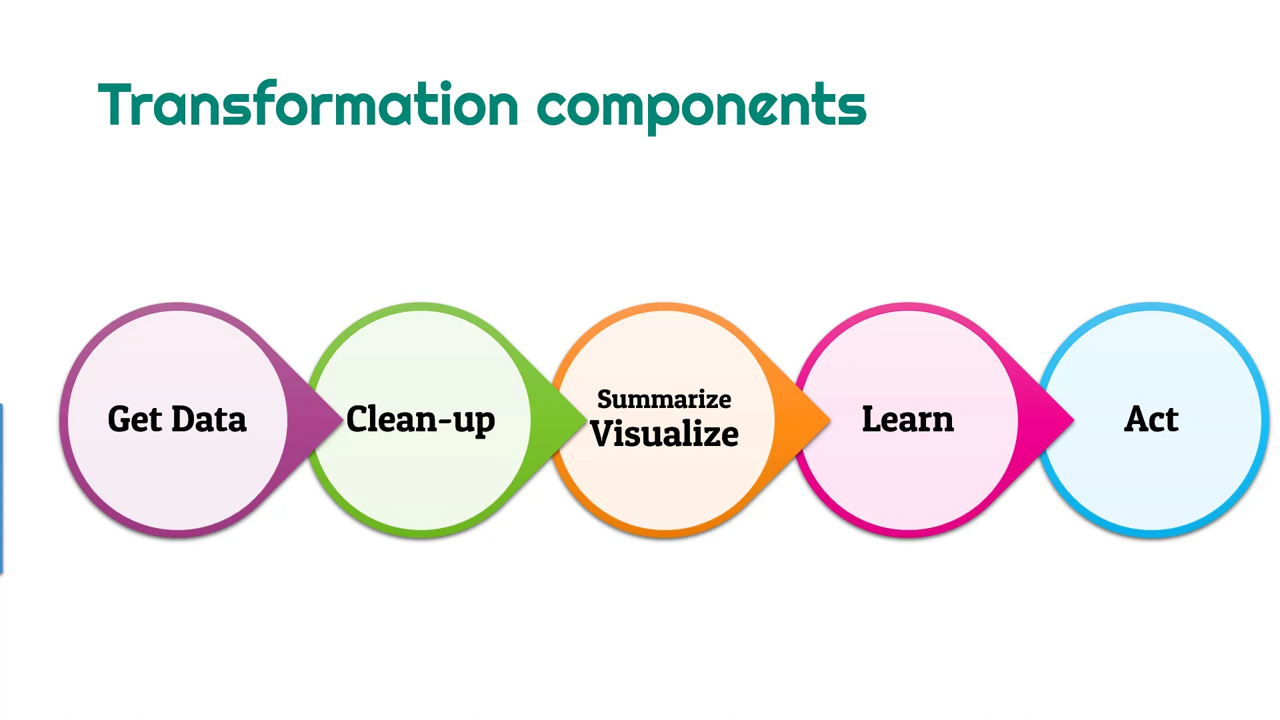 Transformation components
Get Data
Clean-up
Summarize
Visualize
Learn
Act